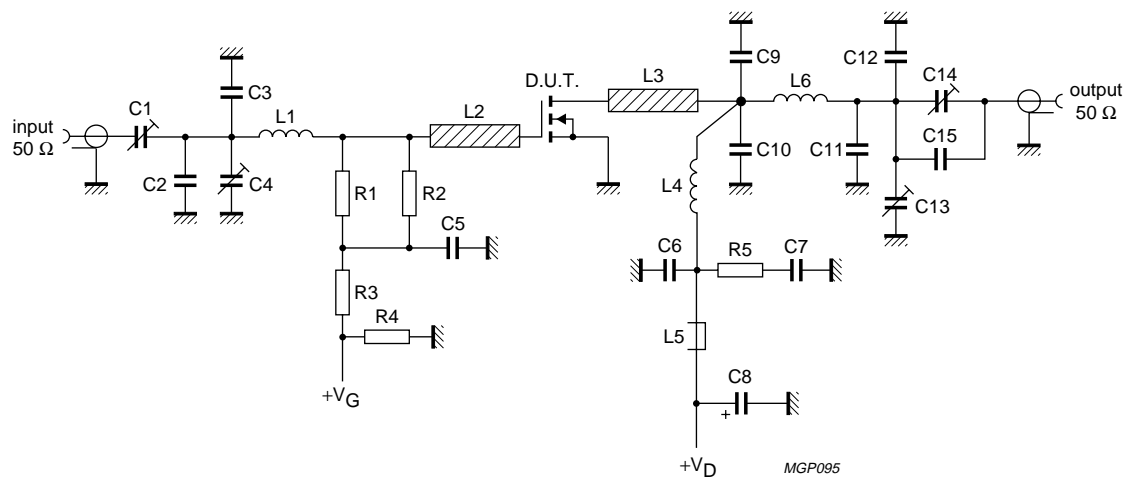 C9
C12
D.U.T.
L3
L6
C14
output
50 Ω
C3
C1
L1
L2
input
50 Ω
C15
C2
C4
R1
R2
C10
C11
L4
C13
C5
C6
R5
C7
R3
R4
L5
+VG
C8
+
+VD
MGP095